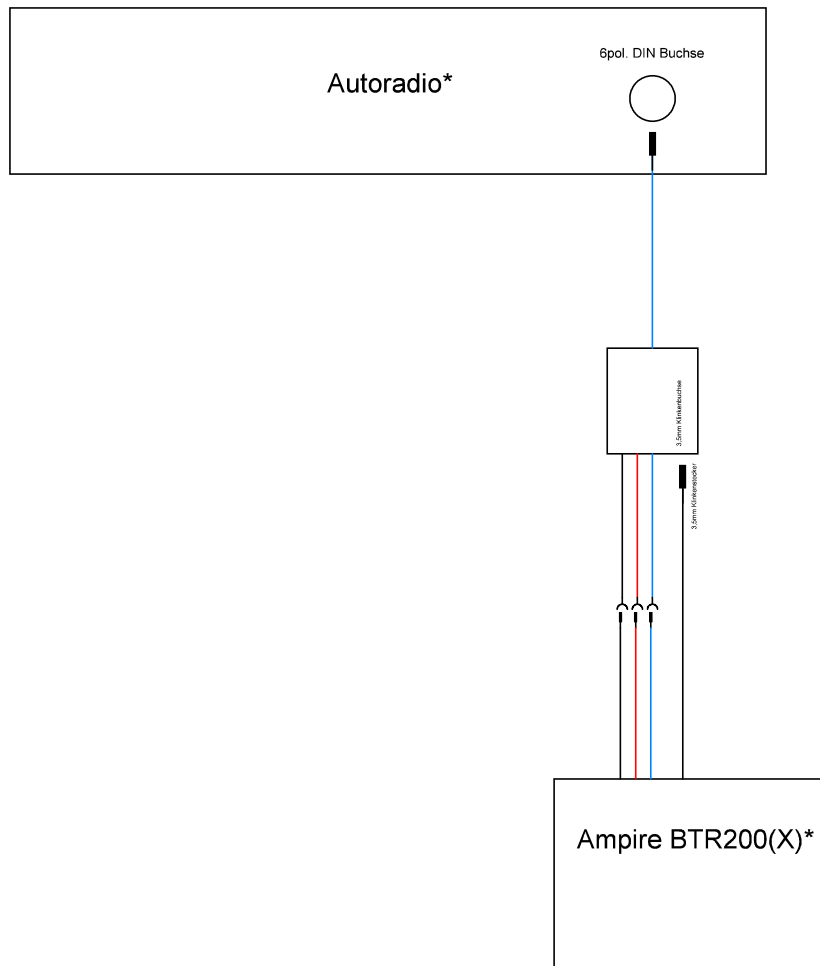 6pol. DIN Buchse
Autoradio*
3,5mm Klinkenbuchse
3,5mm Klinkenstecker
Ampire BTR200(X)*